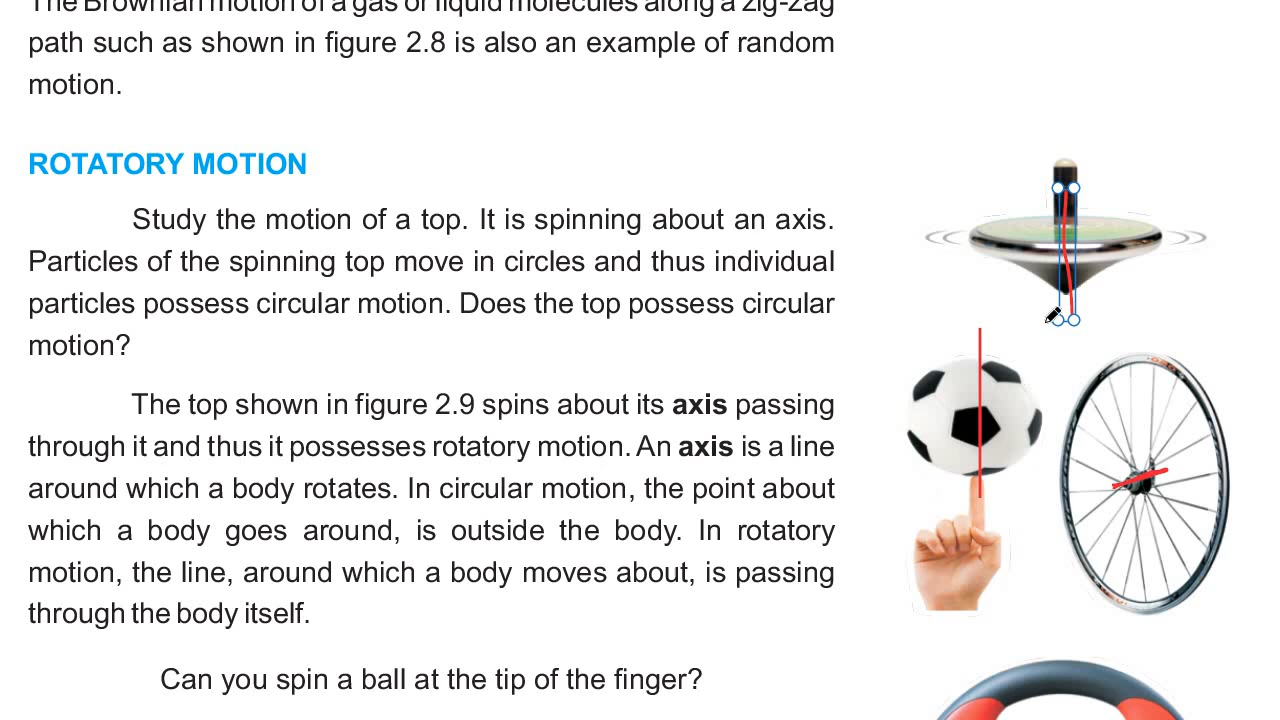 The Brownian motion of a gas or liquid molecules along a zig-zag
path such as shown in figure 2.8 is also an example of random
motion.
ROTATORY MOTION
Study the motion of a top. It is spinning about an axis.
Particles of the spinning top move in circles and thus individual
particles possess circular motion. Does the top possess circular
motion?
The top shown in figure 2.9 spins about its axis passing
through it and thus it possesses rotatory motion. An axis is a line
around which a body rotates. In circular motion, the point about
which a body goes around, is outside the body. In rotatory
motion, the line, around which a body moves about, is passing
through the body itself.
Can you spin a ball at the tip of the finger?